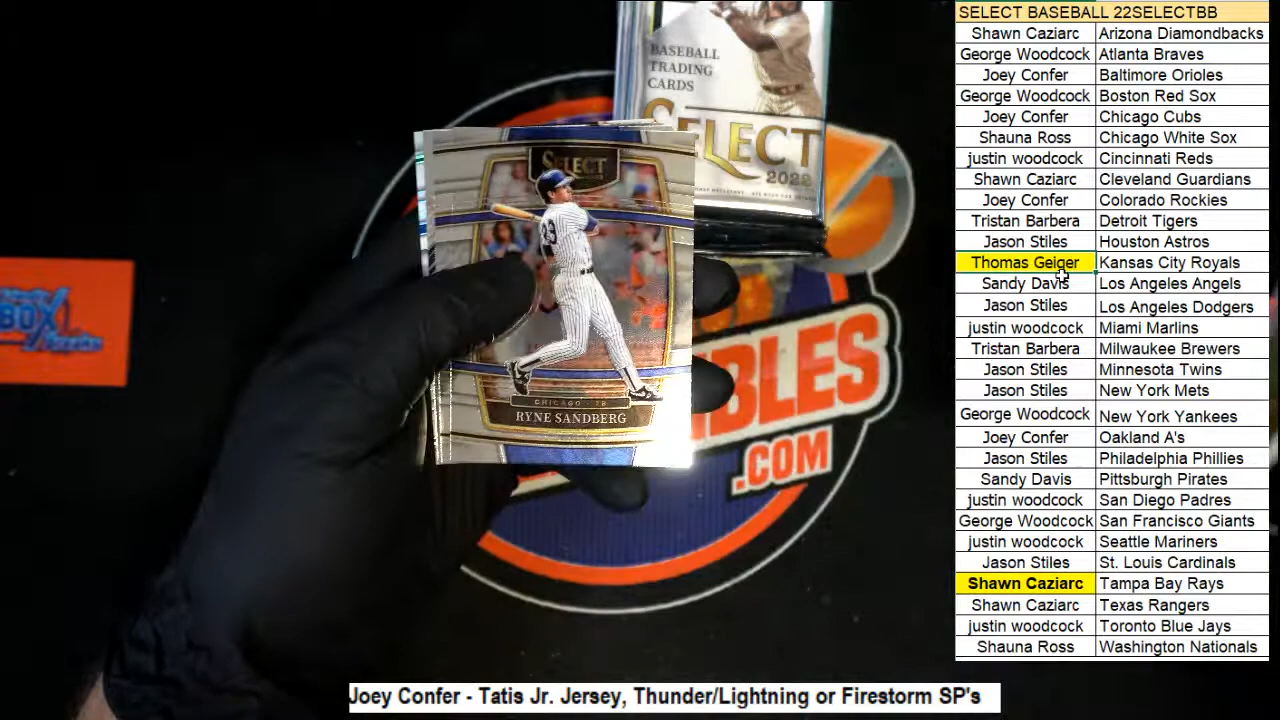 BASEBALL
TRADING
CARDS
SELECT
2022
SELECT
23
CHICAGO - 2B
RYNE SANDBERG
BLES
.COM
BOX
SELECT BASEBALL 22SELECTBB
Shawn Caziarc Arizona Diamondbacks
George Woodcock Atlanta Braves
Joey Confer Baltimore Orioles
George Woodcock Boston Red Sox
Joey Confer Chicago Cubs
Shauna Ross Chicago White Sox
justin woodcock Cincinnati Reds
Shawn Caziarc Cleveland Guardians
Joey Confer Colorado Rockies
Tristan Barbera Detroit Tigers
Jason Stiles Houston Astros
Thomas Geiger Kansas City Royals
Sandy Davis Los Angeles Angels
Jason Stiles Los Angeles Dodgers
justin woodcock Miami Marlins
Tristan Barbera Milwaukee Brewers
Jason Stiles Minnesota Twins
Jason Stiles New York Mets
George Woodcock New York Yankees
Joey Confer Oakland A's
Jason Stiles Philadelphia Phillies
Sandy Davis Pittsburgh Pirates
justin woodcock San Diego Padres
George Woodcock San Francisco Giants
justin woodcock Seattle Mariners
Jason Stiles St. Louis Cardinals
Shawn Caziarc Tampa Bay Rays
Shawn Caziarc Texas Rangers
justin woodcock Toronto Blue Jays
Shauna Ross Washington Nationals
Joey Confer - Tatis Jr. Jersey, Thunder/Lightning or Firestorm SP's